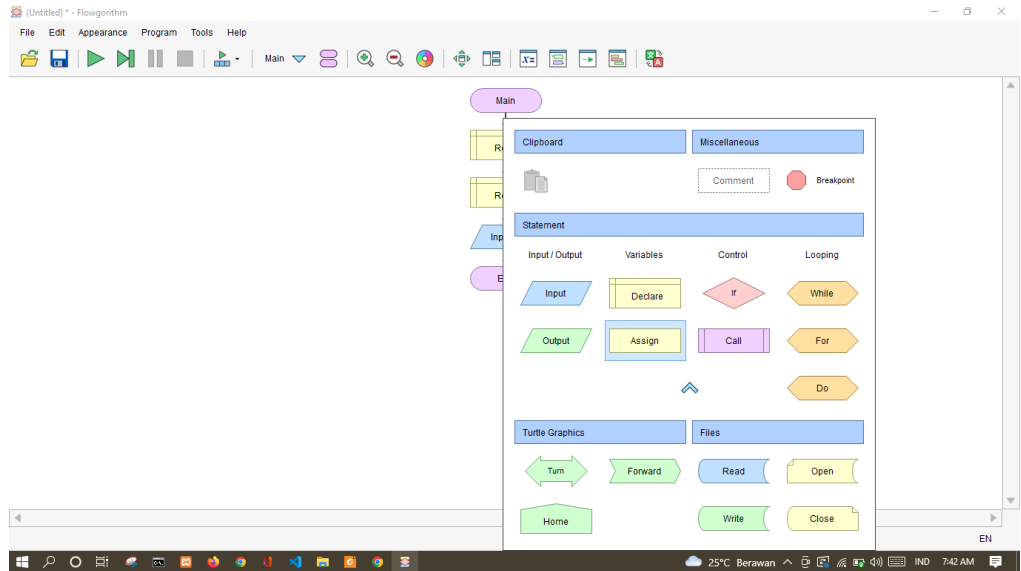 (Untitled) * - Flowgorithm
File Edit Appearance Program Tools Help
Main
x=
A
Main
Clipboard Miscellaneous
Comment Breakpoint
Statement
Input / Output Variables Control Looping
Input Declare If While
Output Assign Call For
Do
Turtle Graphics Files
Turn Forward Read Open
Home Write Close
EN
25°C Berawan IND 7:42 AM